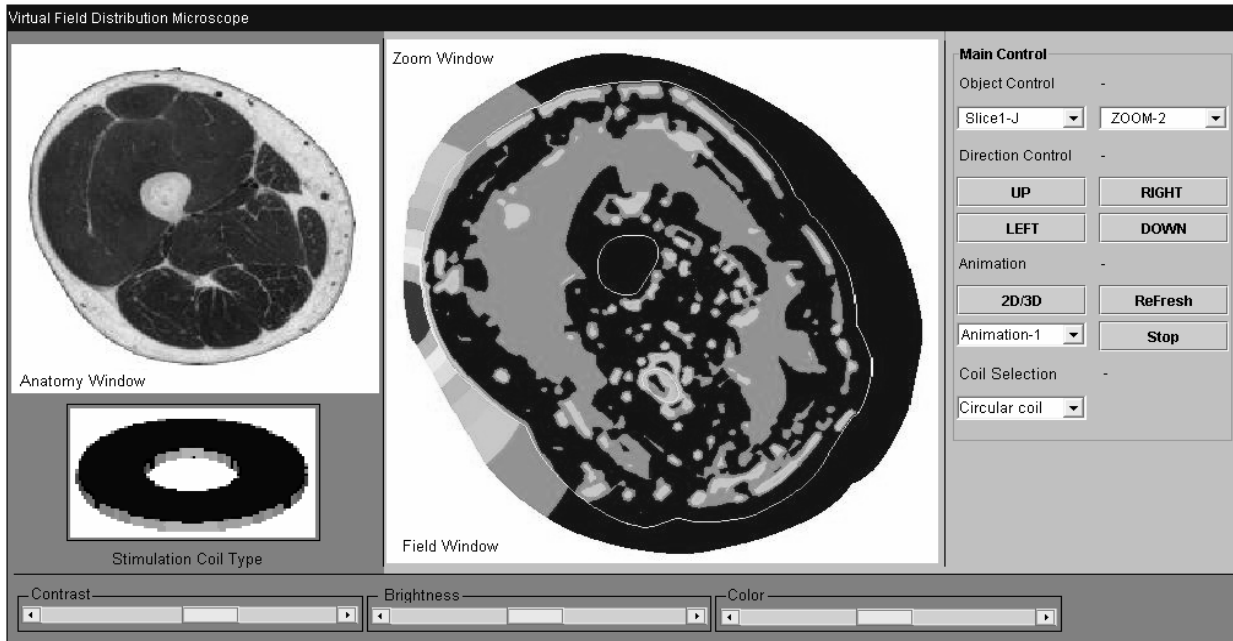 Virtual Field Distribution Microscope
Anatomy Window
Stimulation Coil Type
Zoom Window
Field Window
Main Control
Object Control -
Slice1-J ZOOM-2
Direction Control -
UP RIGHT
LEFT DOWN
Animation -
2D/3D ReFresh
Animation-1 Stop
Coil Selection -
Circular coil
Contrast Brightness Color